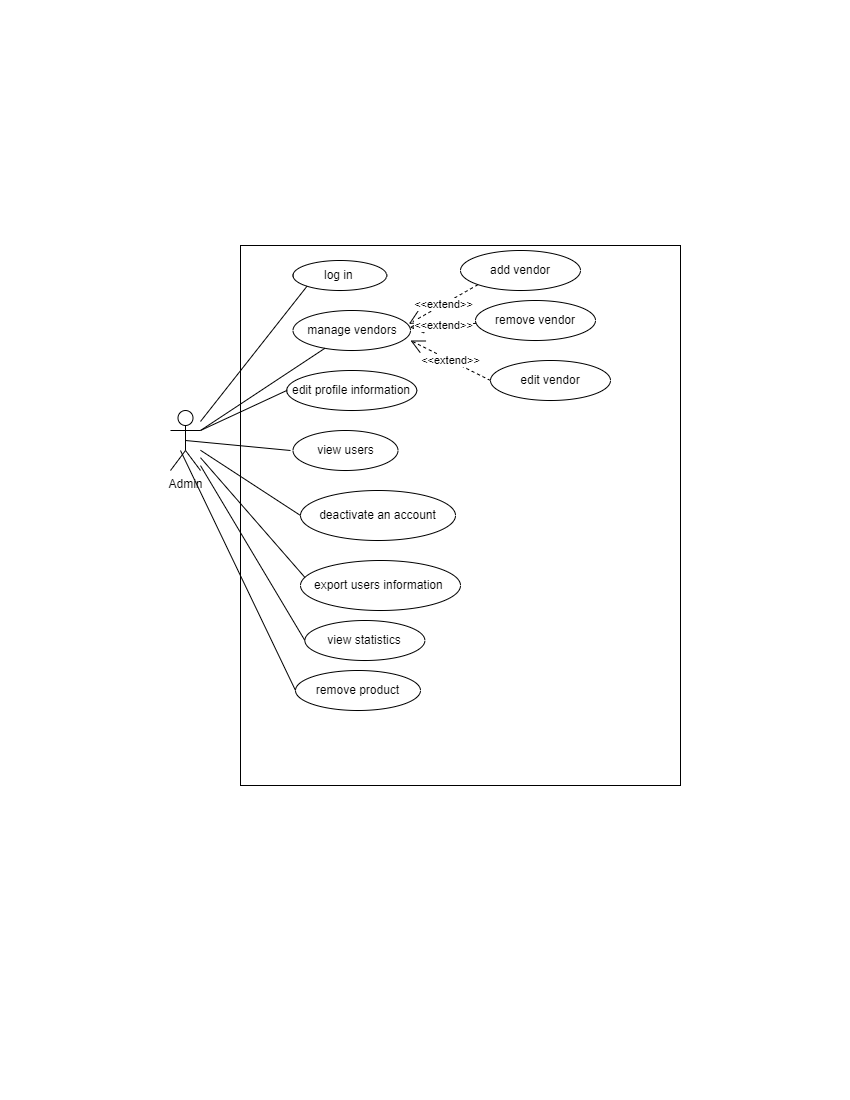 log in
add vendor
<<extend>>
manage vendors
<<extend>>
remove vendor
<<extend>>
edit vendor
edit profile information
view users
Admin
deactivate an account
export users information
view statistics
remove product